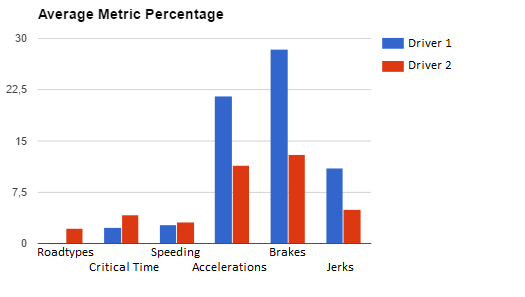 Average Metric Percentage
30
22,5
15
7,5
0
Driver 1
Driver 2
Roadtypes
Critical Time
Speeding
Accelerations
Brakes
Jerks